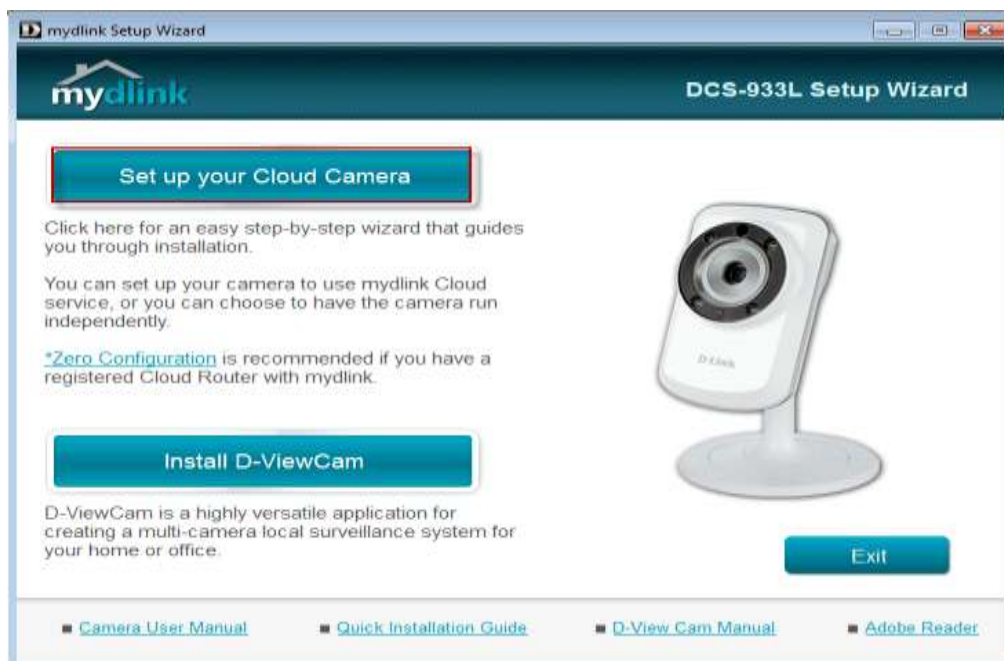 mydlink Setup Wizard
mydlink
DCS-933L Setup Wizard
Set up your Cloud Camera
Click here for an easy step-by-step wizard that guides
you through installation.
You can set up your camera to use mydlink Cloud
service, or you can choose to have the camera run
independently.
*Zero Configuration is recommended if you have a
registered Cloud Router with mydlink.
D-Link
Install D-ViewCam
D-ViewCam is a highly versatile application for
creating a multi-camera local surveillance system for
your home or office.
Exit
Camera User Manual
Quick Installation Guide
D-View Cam Manual
Adobe Reader